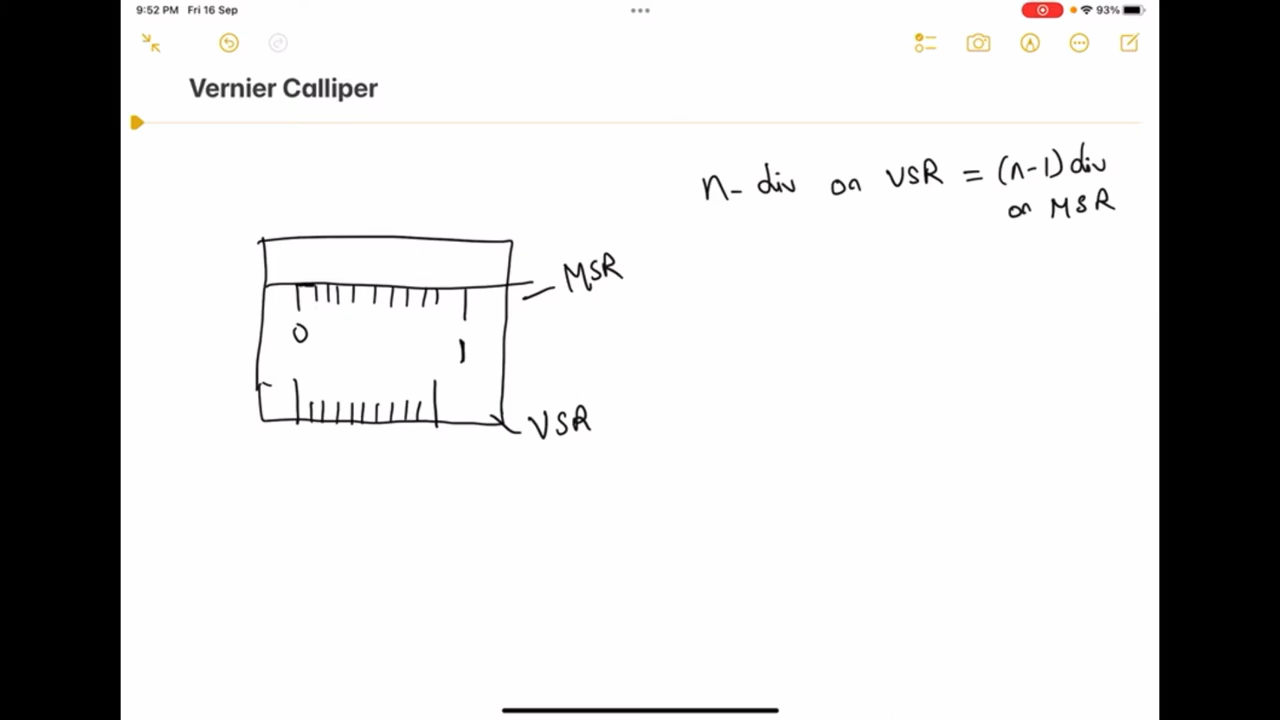 9:52 PM Fri 16 Sep
93%
Vernier Calliper
n- div on VSR = (n-1) div
on MSR
MSR
0
1
VSR